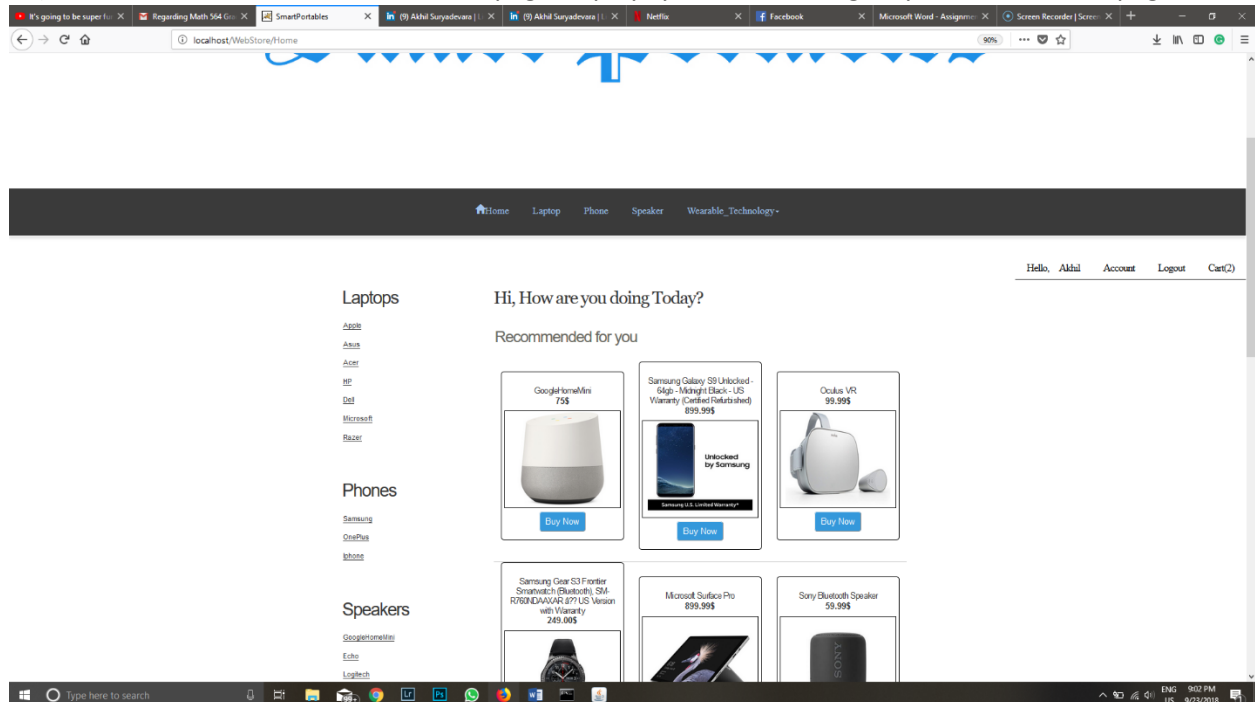 It's going to be super fu
Regarding Math 564 Gra
SmartPortables
(9) Akhil Suryadevara | L
(9) Akhil Suryadevara | L
Netflix
Facebook
Microsoft Word - Assignmen
Screen Recorder | Screen
localhost/WebStore/Home
90%
Home Laptop Phone Speaker Wearable_Technology
Hello, Akhil Account Logout Cart(2)
Laptops
Apple
Asus
Acer
HP
Dell
Microsoft
Razer
Phones
Samsung
OnePlus
Iphone
Speakers
GoogleHomeMini
Echo
Logitech
Hi, How are you doing Today?
Recommended for you
GoogleHomeMini
75$
Buy Now
Samsung Galaxy S9 Unlocked -
64gb - Midnight Black - US
Warranty (Certified Refurbished)
899.99$
Unlocked
by Samsung
Samsung U.S. Limited Warranty*
Buy Now
Oculus VR
99.99$
Buy Now
Samsung Gear S3 Frontier
Smartwatch (Bluetooth), SM-
R760NDAAXAR â?? US Version
with Warranty
249.00$
Microsoft Surface Pro
899.99$
Sony Bluetooth Speaker
59.99$
SONY
Type here to search
99+
Lr
Ps
ENG
US
9:02 PM
9/23/2018